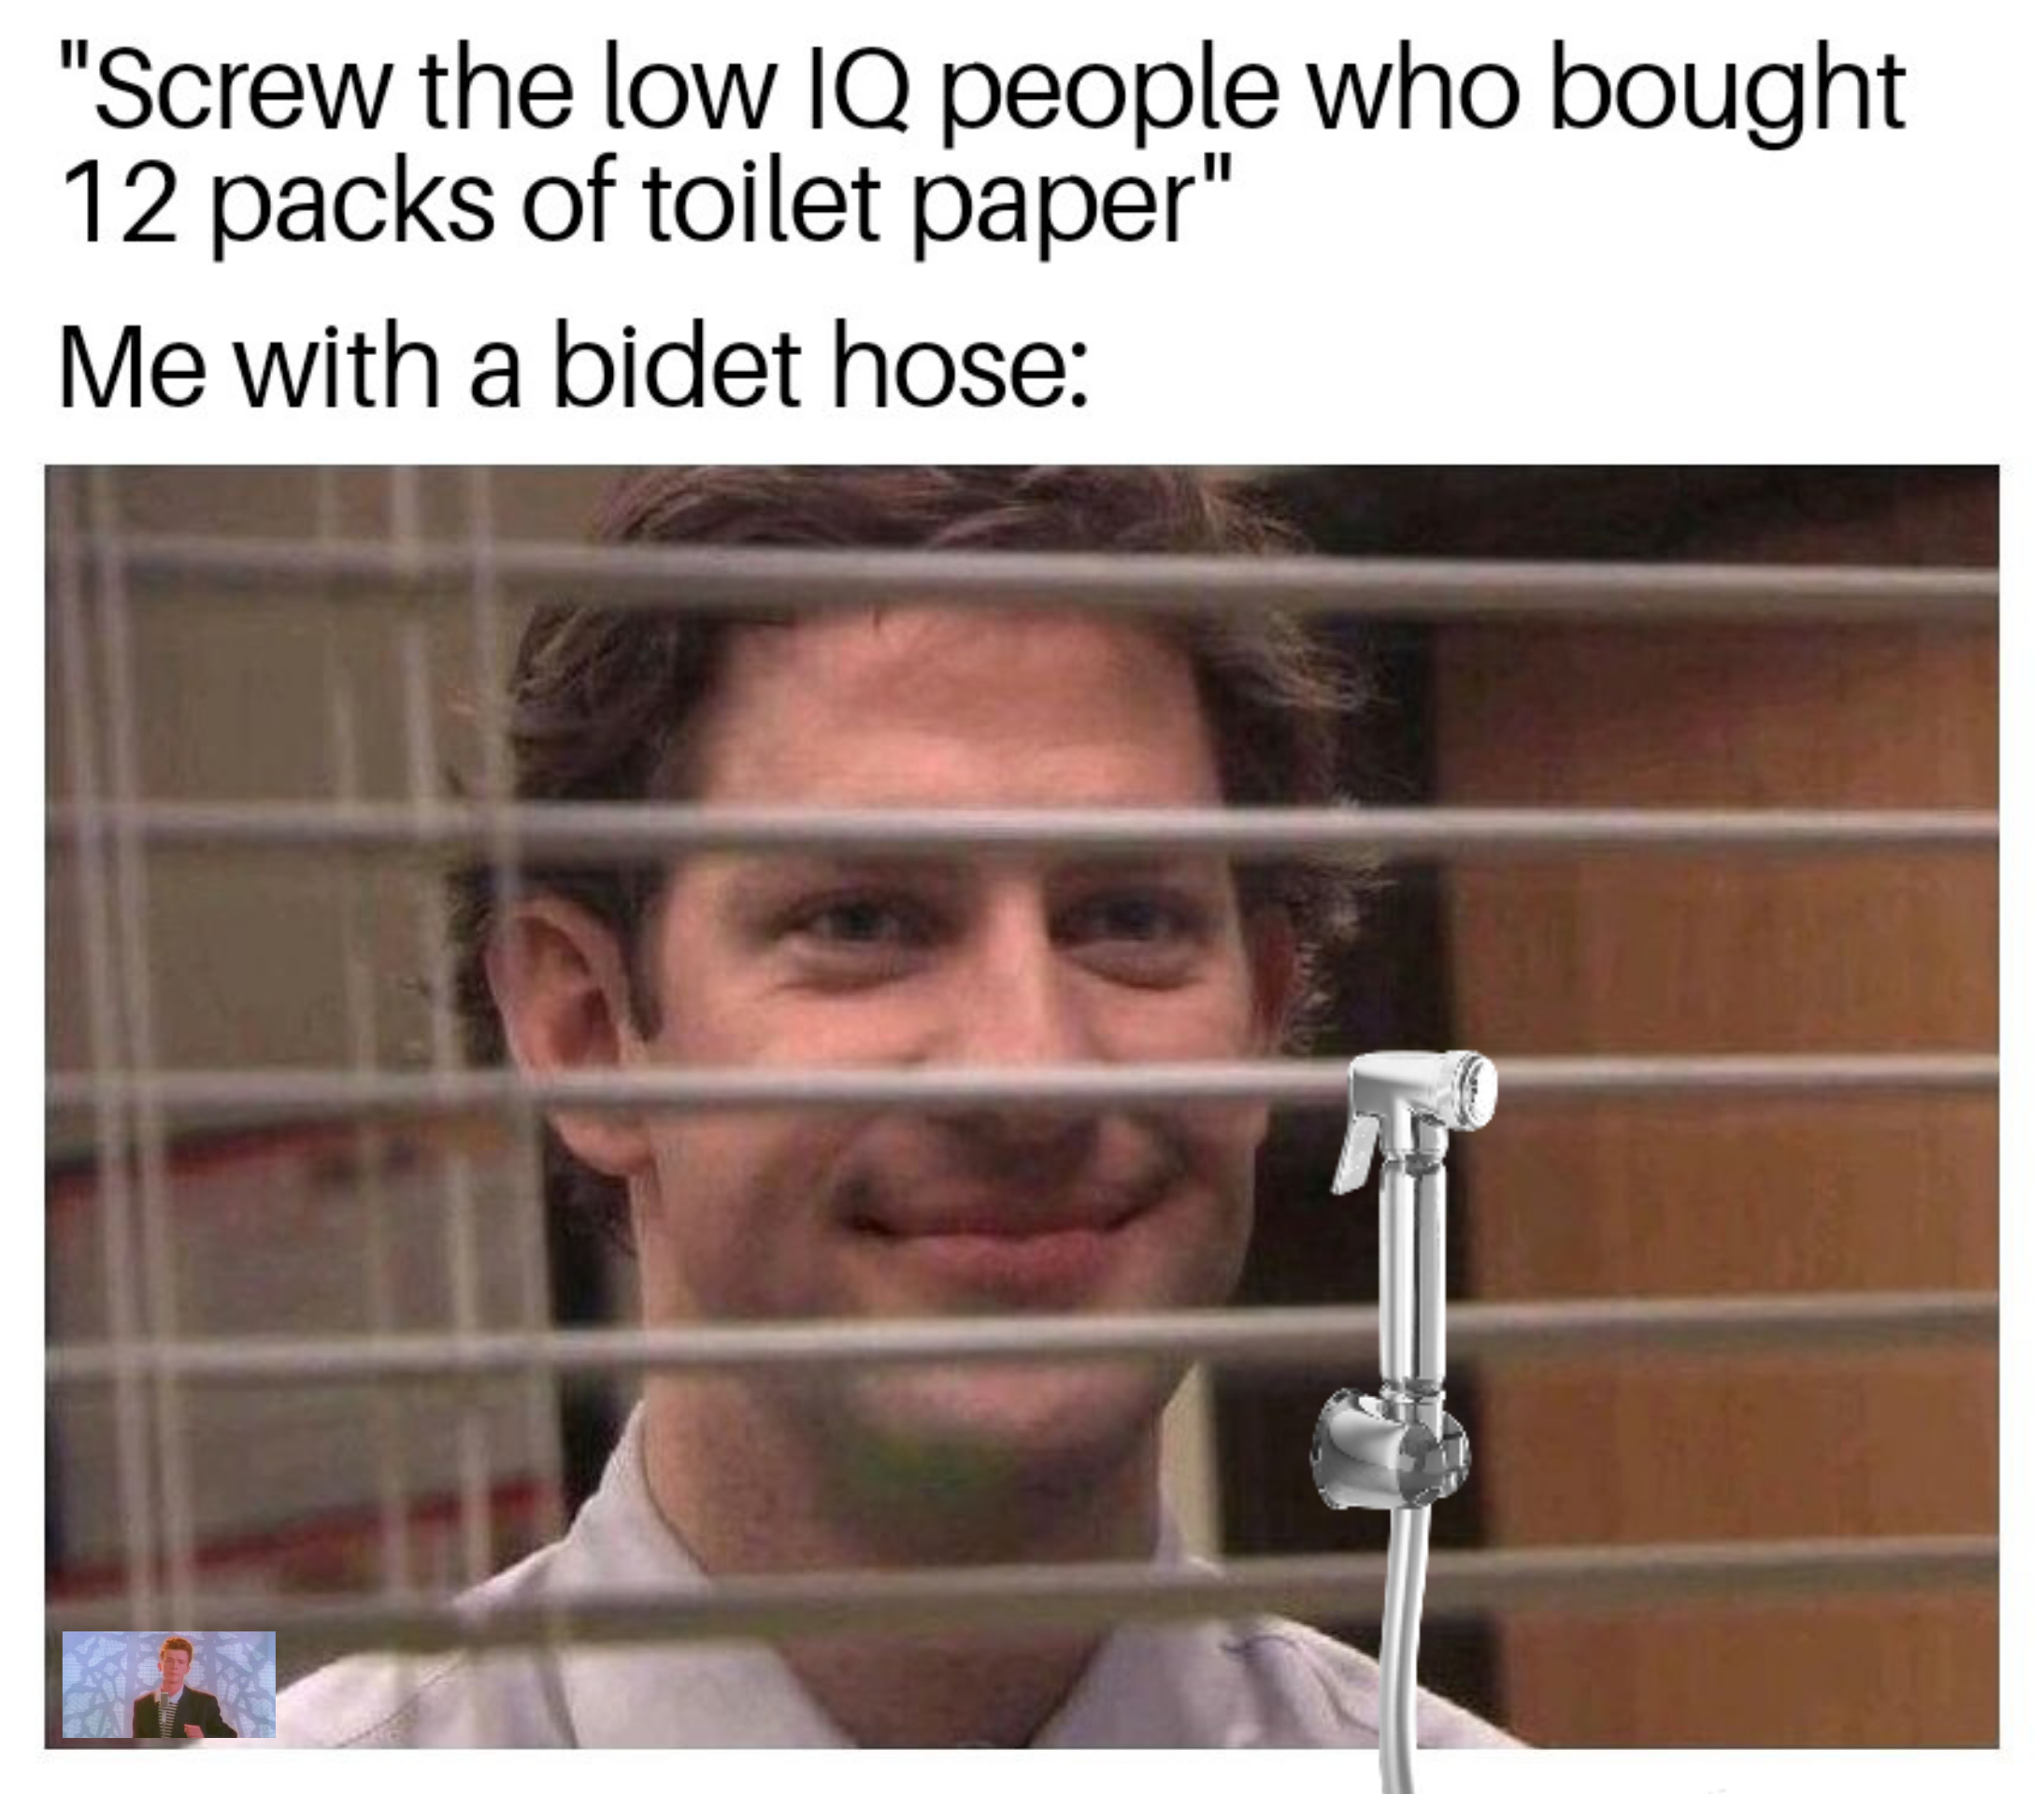 "Screw the low IQ people who bought
12 packs of toilet paper"
Me with a bidet hose: